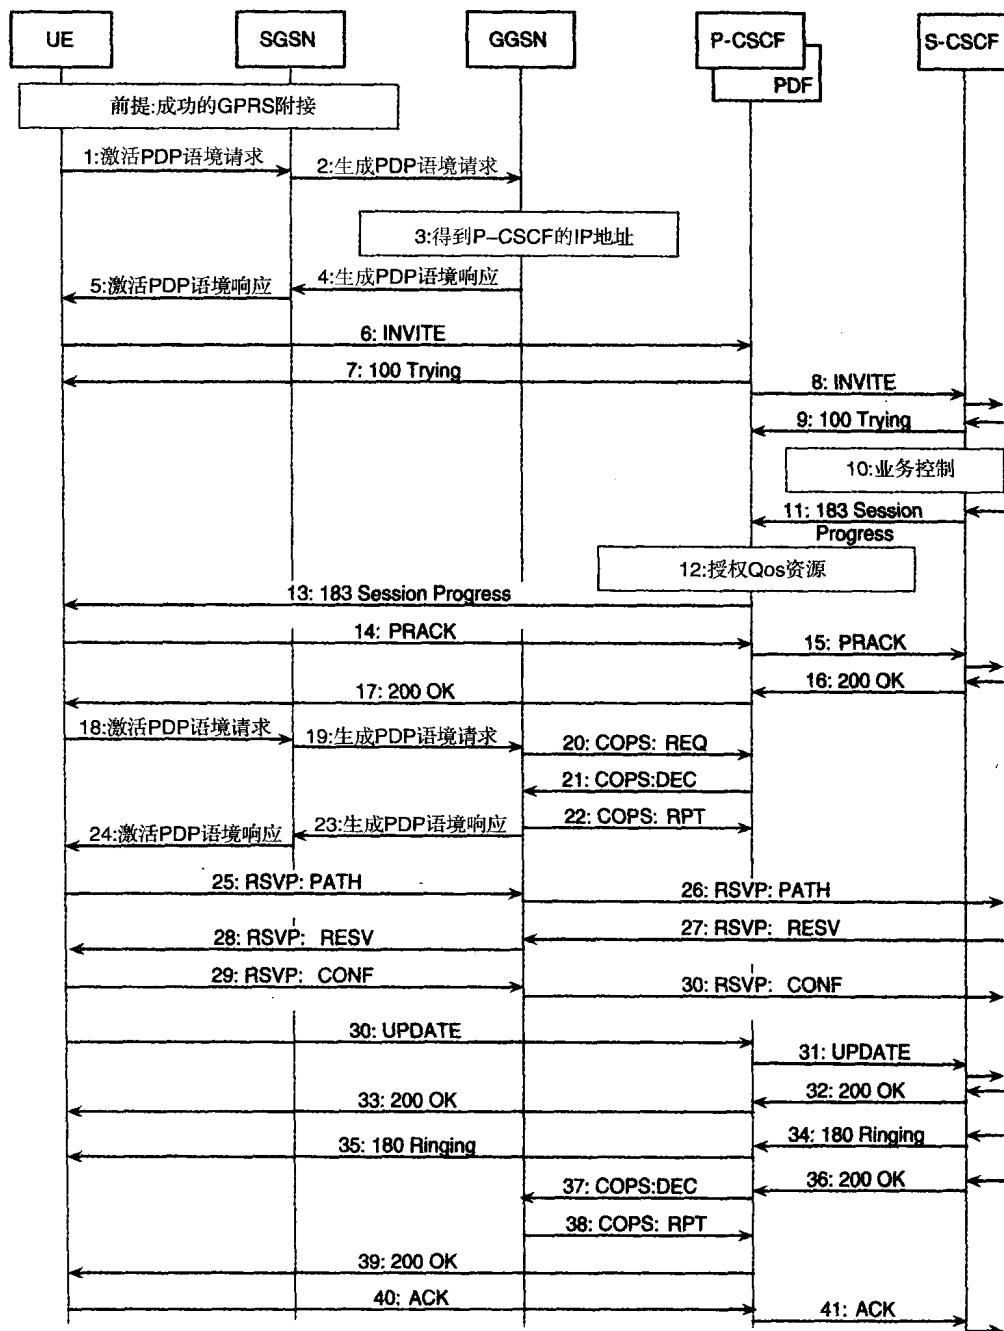 UE
SGSN
GGSN
P-CSCF
S-CSCF
PDF
前提:成功的GPRS附接
1:激活PDP语境请求
2:生成PDP语境请求
3:得到P-CSCF的IP地址
4:生成PDP语境响应
5:激活PDP语境响应
6: INVITE
7: 100 Trying
8: INVITE
9: 100 Trying
10:业务控制
11: 183 Session
Progress
12:授权Qos资源
13: 183 Session Progress
14: PRACK
15: PRACK
16: 200 OK
17: 200 OK
18:激活PDP语境请求
19:生成PDP语境请求
20: COPS: REQ
21: COPS:DEC
22: COPS: RPT
23:生成PDP语境响应
24:激活PDP语境响应
25: RSVP: PATH
26: RSVP: PATH
27: RSVP: RESV
28: RSVP: RESV
29: RSVP: CONF
30: RSVP: CONF
30: UPDATE
31: UPDATE
32: 200 OK
33: 200 OK
34: 180 Ringing
35: 180 Ringing
36: 200 OK
37: COPS:DEC
38: COPS: RPT
39: 200 OK
40: ACK
41: ACK